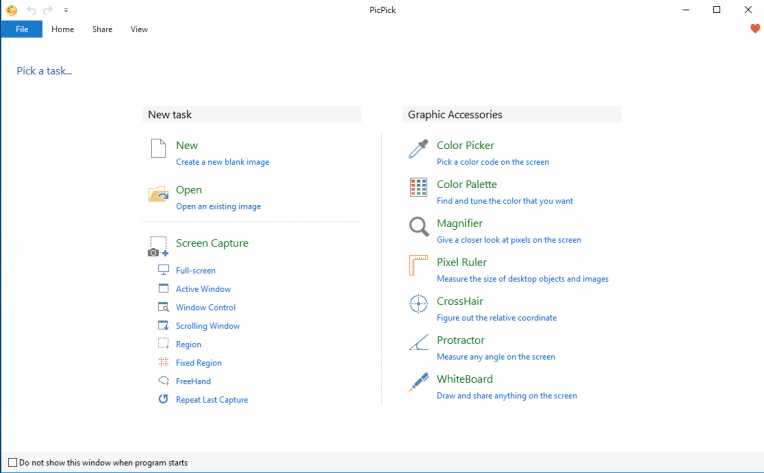 PicPick
File Home Share View
Pick a task...
New task
New
Create a new blank image
Open
Open an existing image
Screen Capture
Full-screen
Active Window
Window Control
Scrolling Window
Region
Fixed Region
FreeHand
Repeat Last Capture
Graphic Accessories
Color Picker
Pick a color code on the screen
Color Palette
Find and tune the color that you want
Magnifier
Give a closer look at pixels on the screen
Pixel Ruler
Measure the size of desktop objects and images
CrossHair
Figure out the relative coordinate
Protractor
Measure any angle on the screen
WhiteBoard
Draw and share anything on the screen
Do not show this window when program starts